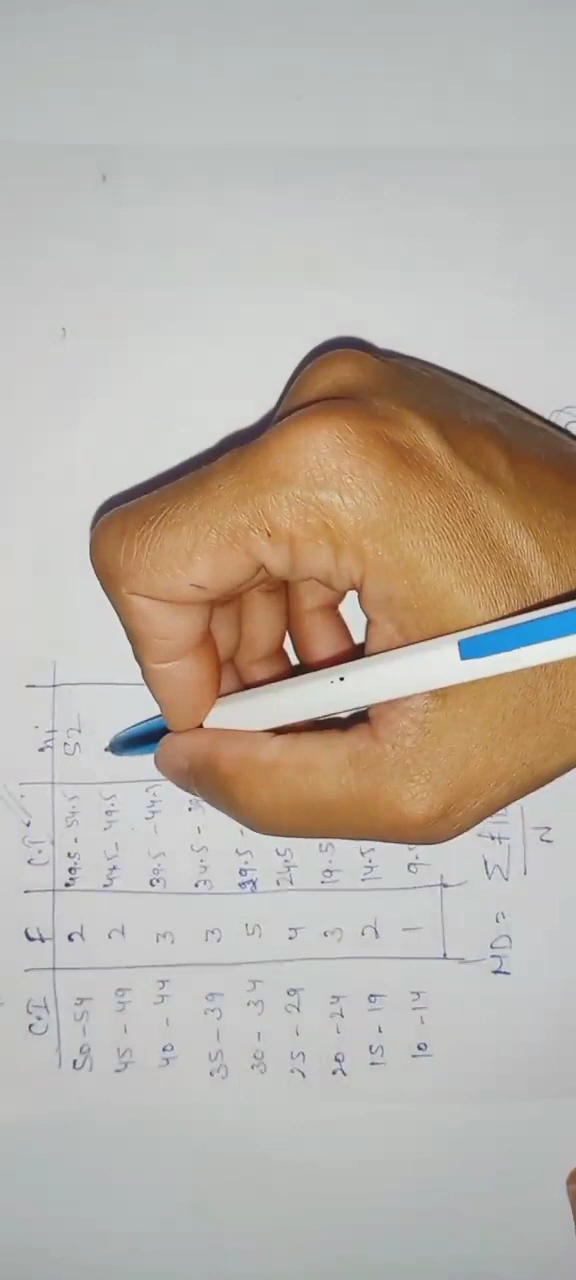 C.I F C.I xi
50-54 2 49.5-54.5 52
45-49 2 44.5-49.5
40-44 3 39.5-44.5
35-39 3 34.5-
30-34 5 29.5-
25-29 4 24.5
20-24 3 19.5
15-19 2 14.5
10-14 1 9.
MD = Σ f|D
N